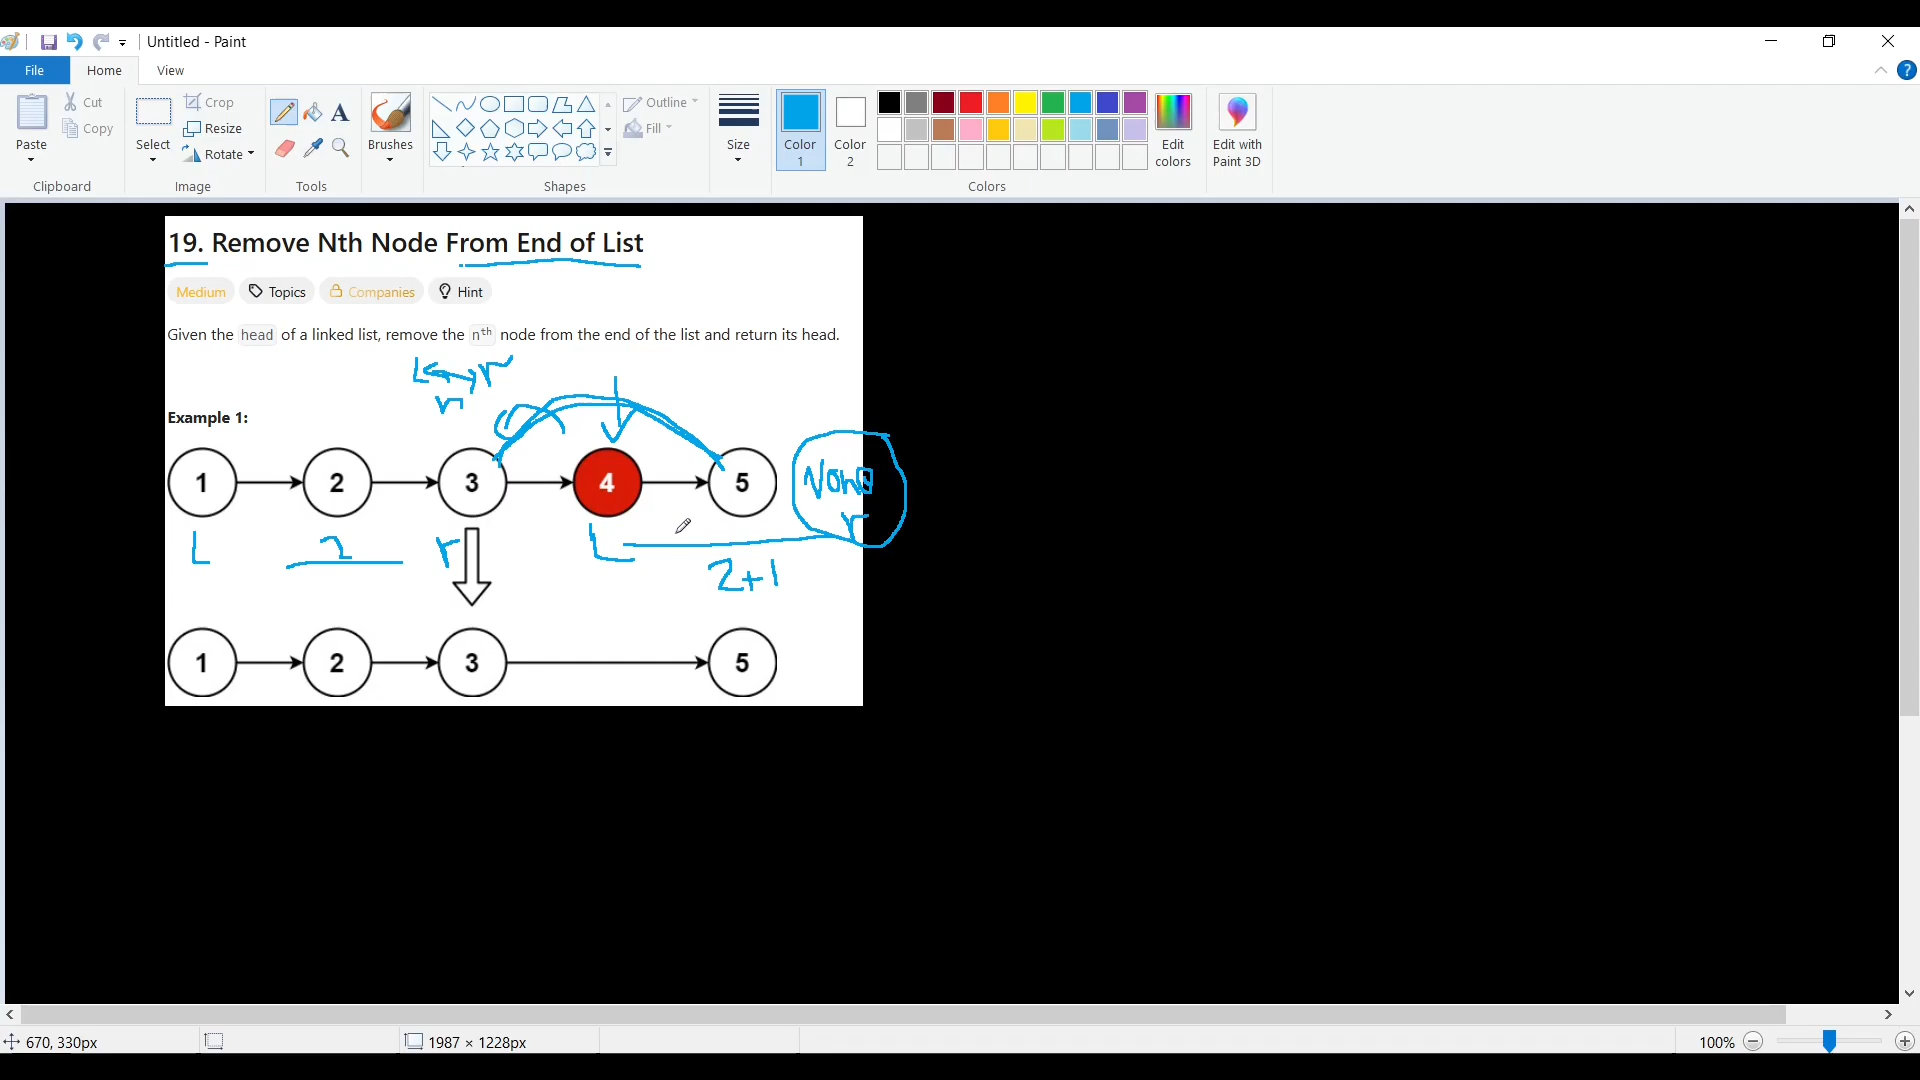 Untitled - Paint
File Home View
Paste
Cut
Copy
Clipboard
Select
Crop
Resize
Rotate
Image
A
Tools
Brushes
Outline
Fill
Shapes
Size
Color 1
Color 2
Edit colors
Colors
Edit with Paint 3D
?
19. Remove Nth Node From End of List
Medium Topics Companies Hint
Given the head of a linked list, remove the nth node from the end of the list and return its head.
L r
n
Example 1:
1 2 3 4 5 None
r
L 2 r L
2+1
1 2 3 5
670, 330px
1987 × 1228px
100%